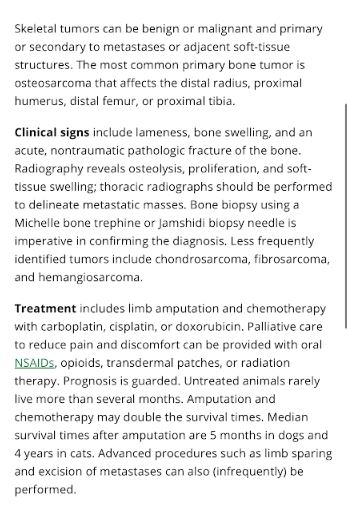 Skeletal tumors can be benign or malignant and primary
or secondary to metastases or adjacent soft-tissue
structures. The most common primary bone tumor is
osteosarcoma that affects the distal radius, proximal
humerus, distal femur, or proximal tibia.
Clinical signs include lameness, bone swelling, and an
acute, nontraumatic pathologic fracture of the bone.
Radiography reveals osteolysis, proliferation, and soft-
tissue swelling; thoracic radiographs should be performed
to delineate metastatic masses. Bone biopsy using a
Michelle bone trephine or Jamshidi biopsy needle is
imperative in confirming the diagnosis. Less frequently
identified tumors include chondrosarcoma, fibrosarcoma,
and hemangiosarcoma.
Treatment includes limb amputation and chemotherapy
with carboplatin, cisplatin, or doxorubicin. Palliative care
to reduce pain and discomfort can be provided with oral
NSAIDs, opioids, transdermal patches, or radiation
therapy. Prognosis is guarded. Untreated animals rarely
live more than several months. Amputation and
chemotherapy may double the survival times. Median
survival times after amputation are 5 months in dogs and
4 years in cats. Advanced procedures such as limb sparing
and excision of metastases can also (infrequently) be
performed.